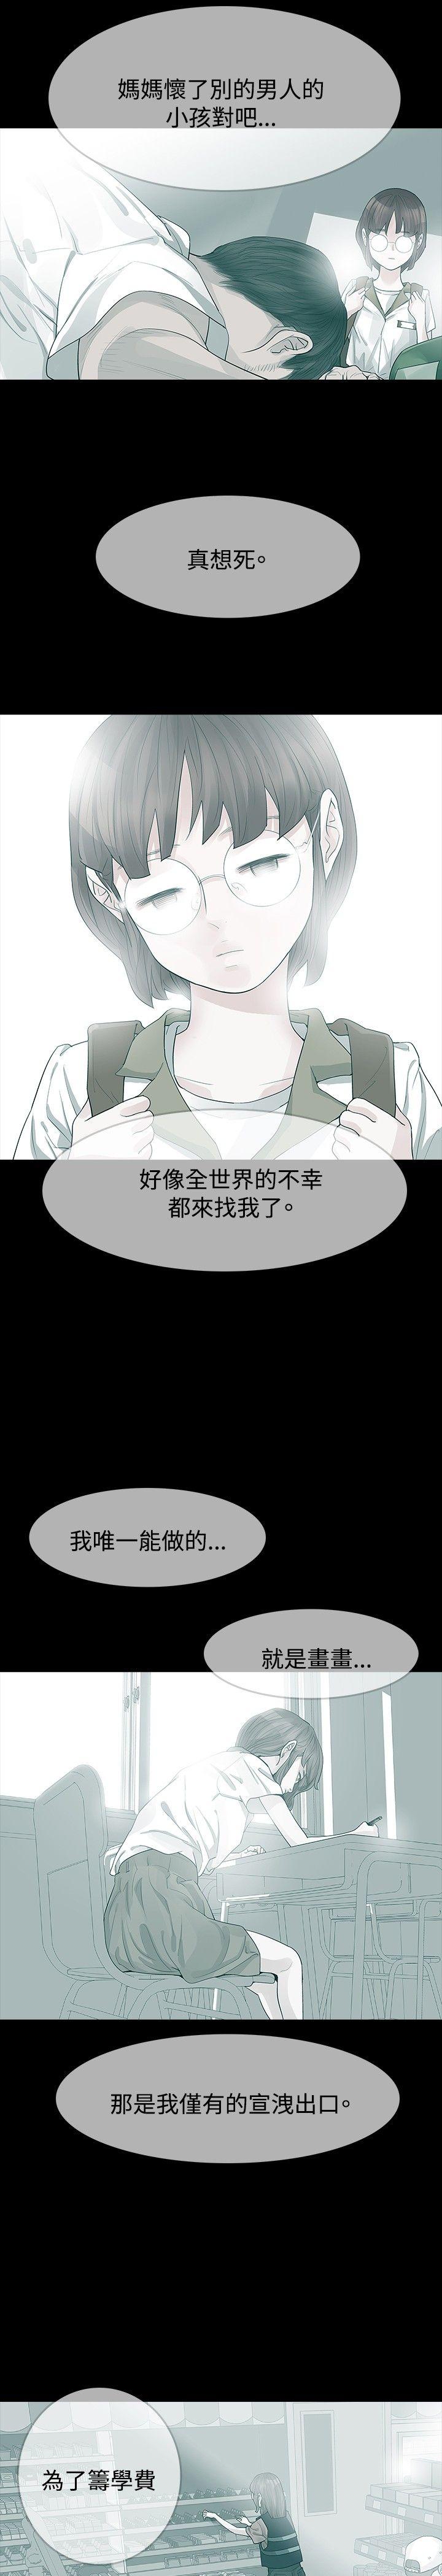 媽媽懷了別的男人的
小孩對吧...
真想死。
好像全世界的不幸
都來找我了。
我唯一能做的...
就是畫畫...
那是我僅有的宣洩出口。
為了籌學費